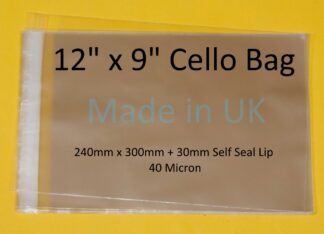 12" x 9" Cello Bag
Made in UK
240mm x 300mm + 30mm Self Seal Lip
40 Micron